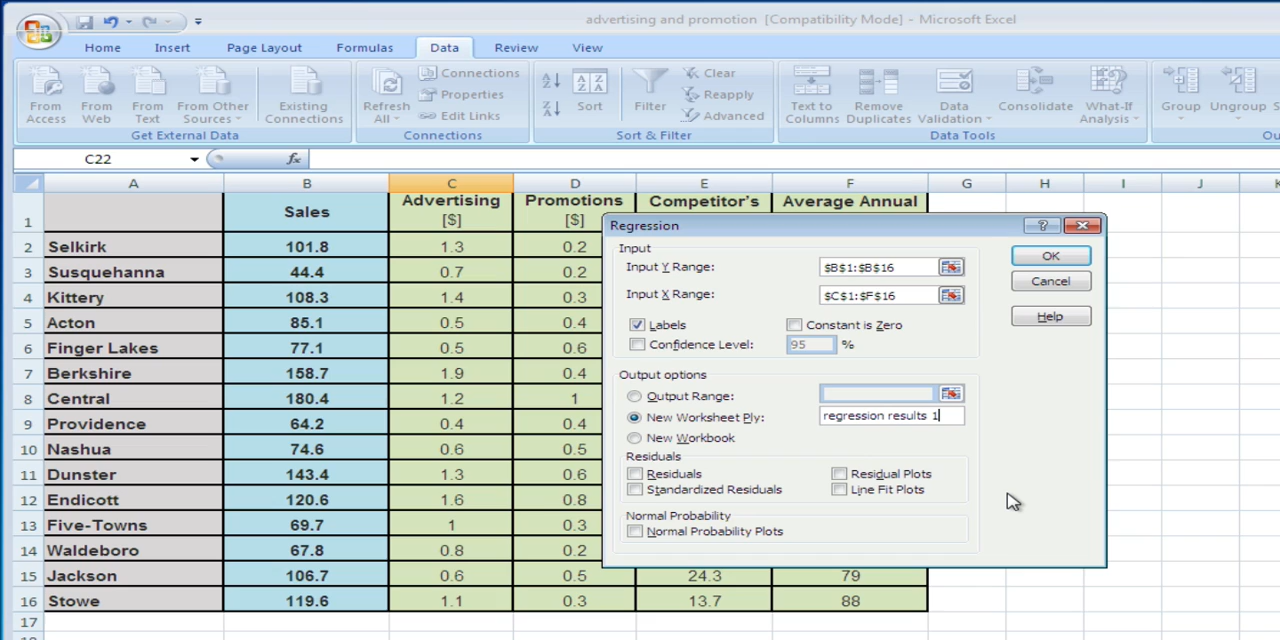 advertising and promotion [Compatibility Mode] - Microsoft Excel
Home Insert Page Layout Formulas Data Review View
From Access From Web From Text From Other Sources Existing Connections
Get External Data
Refresh All Connections Properties Edit Links
Connections
Sort Filter Clear Reapply Advanced
Sort & Filter
Text to Columns Remove Duplicates Data Validation Consolidate What-If Analysis
Data Tools
Group Ungroup S
Ou
C22 fx
A B C D E F G H I J K
1 Sales Advertising [$] Promotions [$] Competitor's Average Annual
2 Selkirk 101.8 1.3 0.2
3 Susquehanna 44.4 0.7 0.2
4 Kittery 108.3 1.4 0.3
5 Acton 85.1 0.5 0.4
6 Finger Lakes 77.1 0.5 0.6
7 Berkshire 158.7 1.9 0.4
8 Central 180.4 1.2 1
9 Providence 64.2 0.4 0.4
10 Nashua 74.6 0.6 0.5
11 Dunster 143.4 1.3 0.6
12 Endicott 120.6 1.6 0.8
13 Five-Towns 69.7 1 0.3
14 Waldeboro 67.8 0.8 0.2
15 Jackson 106.7 0.6 0.5 24.3 79
16 Stowe 119.6 1.1 0.3 13.7 88
17
Regression ?
Input
Input Y Range: $B$1:$B$16
Input X Range: $C$1:$F$16
Labels Constant is Zero
Confidence Level: 95 %
OK
Cancel
Help
Output options
Output Range:
New Worksheet Ply: regression results 1
New Workbook
Residuals
Residuals Residual Plots
Standardized Residuals Line Fit Plots
Normal Probability
Normal Probability Plots